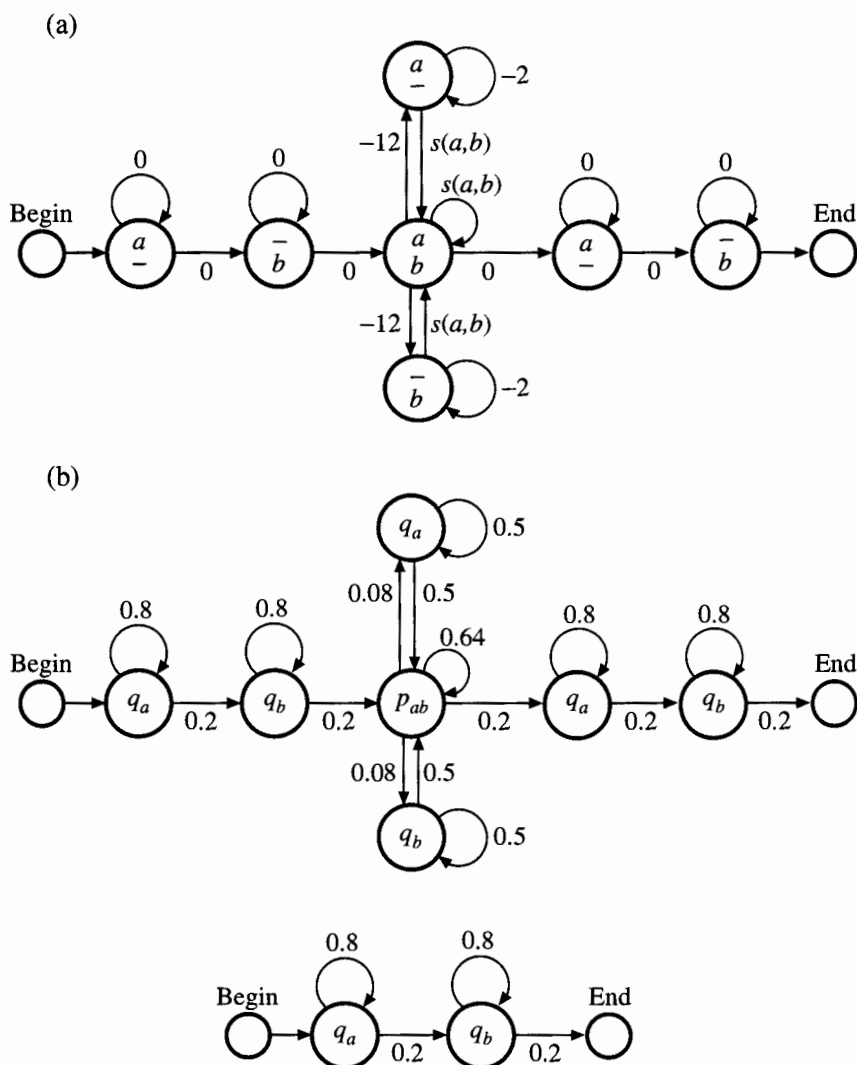 (a)
a
–
–2
–12
s(a,b)
0
0
s(a,b)
0
0
Begin
End
a
–
–
b
a
b
a
–
–
b
0
0
0
0
–12
s(a,b)
–
b
–2
(b)
q_a
0.5
0.08
0.5
0.8
0.8
0.64
0.8
0.8
Begin
End
q_a
q_b
p_ab
q_a
q_b
0.2
0.2
0.2
0.2
0.2
0.08
0.5
q_b
0.5
0.8
0.8
Begin
End
q_a
q_b
0.2
0.2